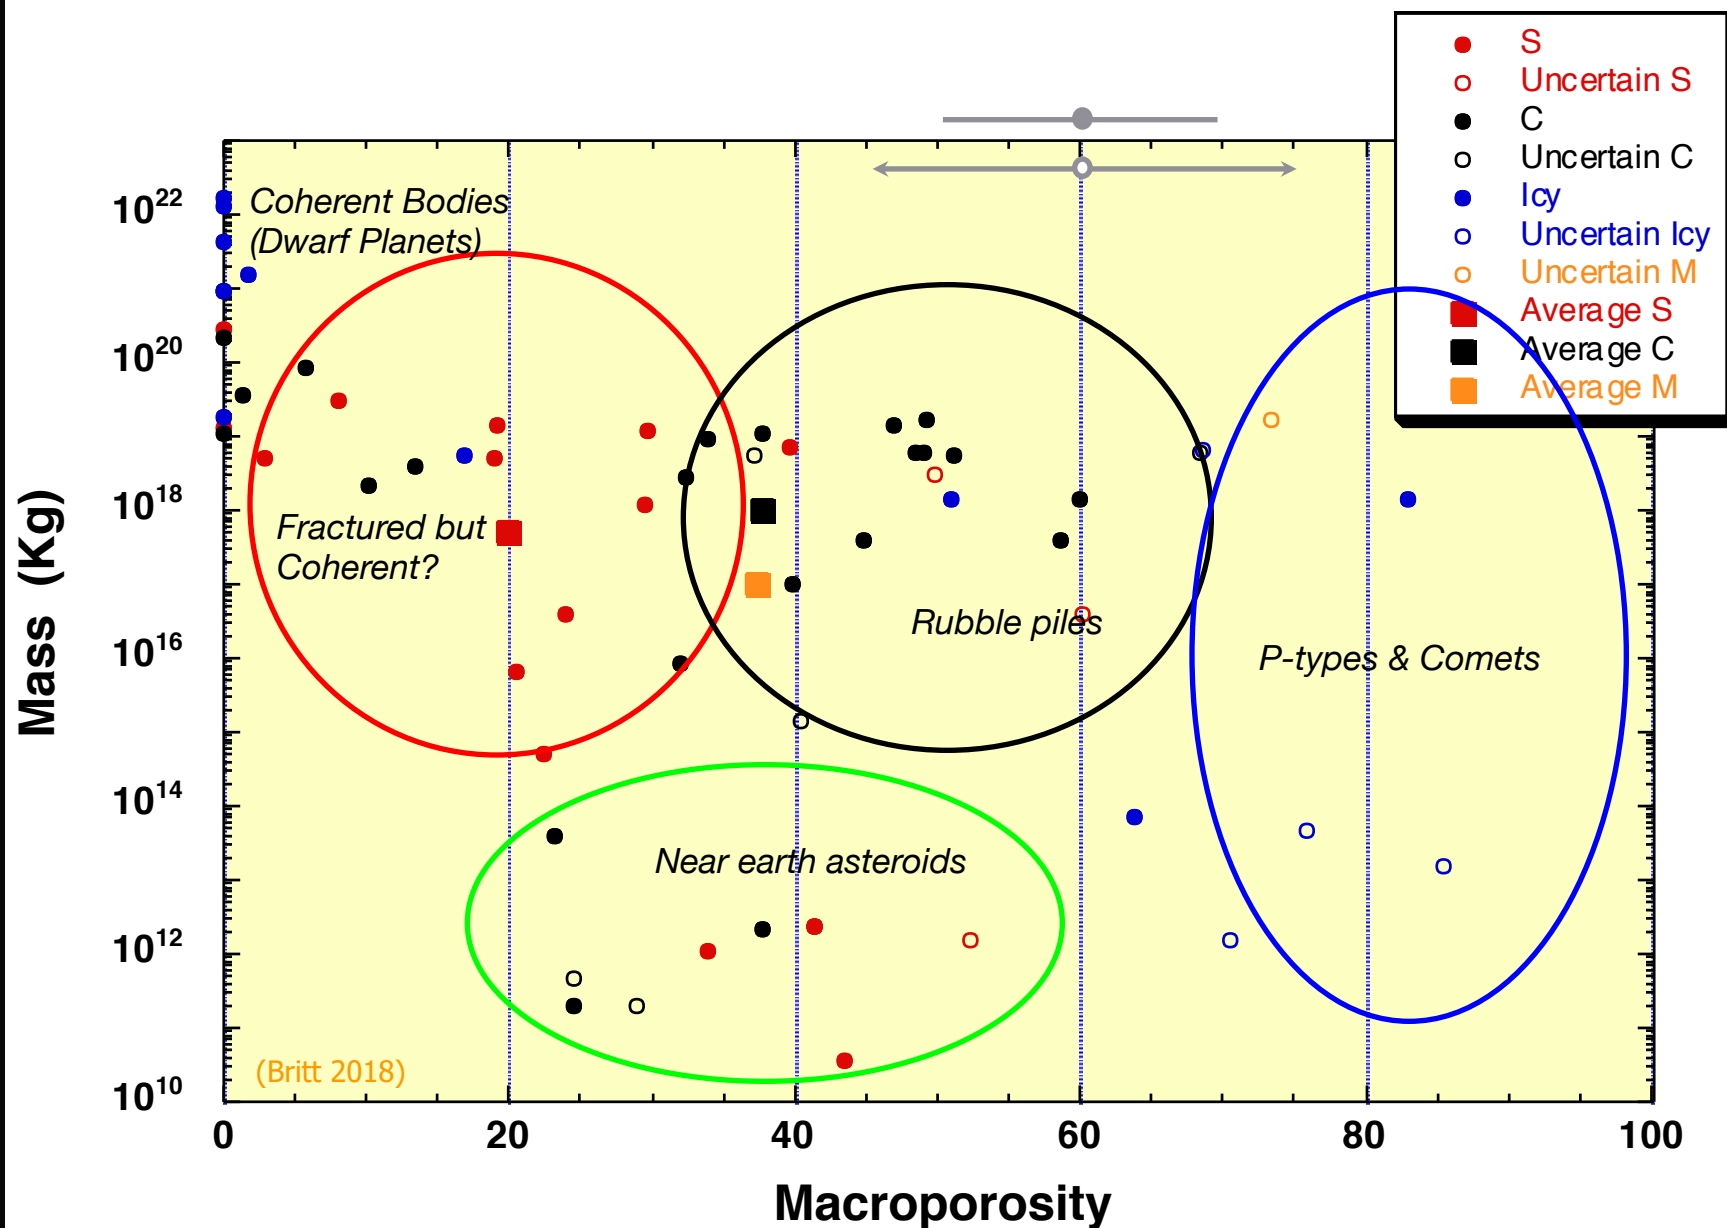 S
Uncertain S
C
Uncertain C
Icy
Uncertain Icy
Uncertain M
Average S
Average C
Average M
Coherent Bodies
(Dwarf Planets)
Fractured but
Coherent?
Rubble piles
P-types & Comets
Near earth asteroids
(Britt 2018)
10^22
10^20
10^18
10^16
10^14
10^12
10^10
Mass (Kg)
0 20 40 60 80 100
Macroporosity